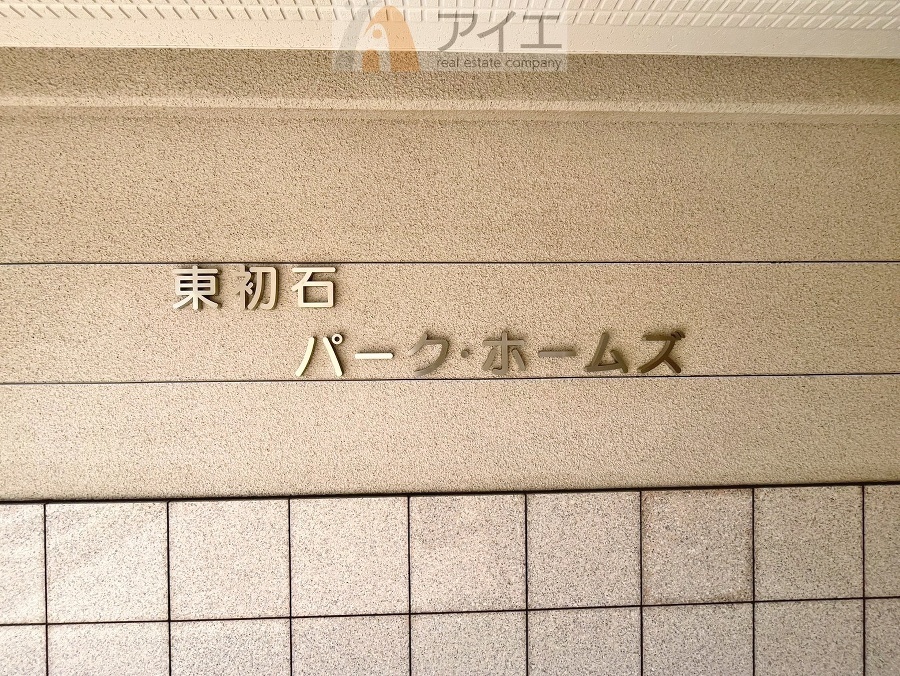 アイエ
real estate company
東初石
パーク・ホームズ